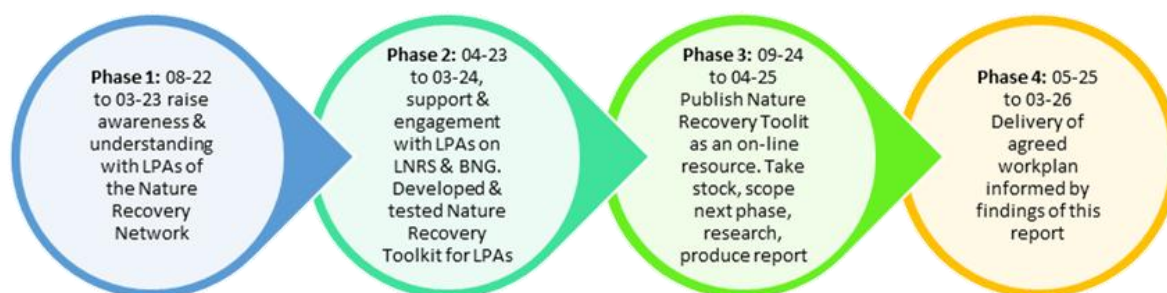 Phase 1: 08-22
to 03-23 raise
awareness &
understanding
with LPAs of
the Nature
Recovery
Network
Phase 2: 04-23
to 03-24,
support &
engagement
with LPAs on
LNRS & BNG.
Developed &
tested Nature
Recovery
Toolkit for LPAs
Phase 3: 09-24
to 04-25
Publish Nature
Recovery Toolit
as an on-line
resource. Take
stock, scope
next phase,
research,
produce report
Phase 4: 05-25
to 03-26
Delivery of
agreed
workplan
informed by
findings of this
report